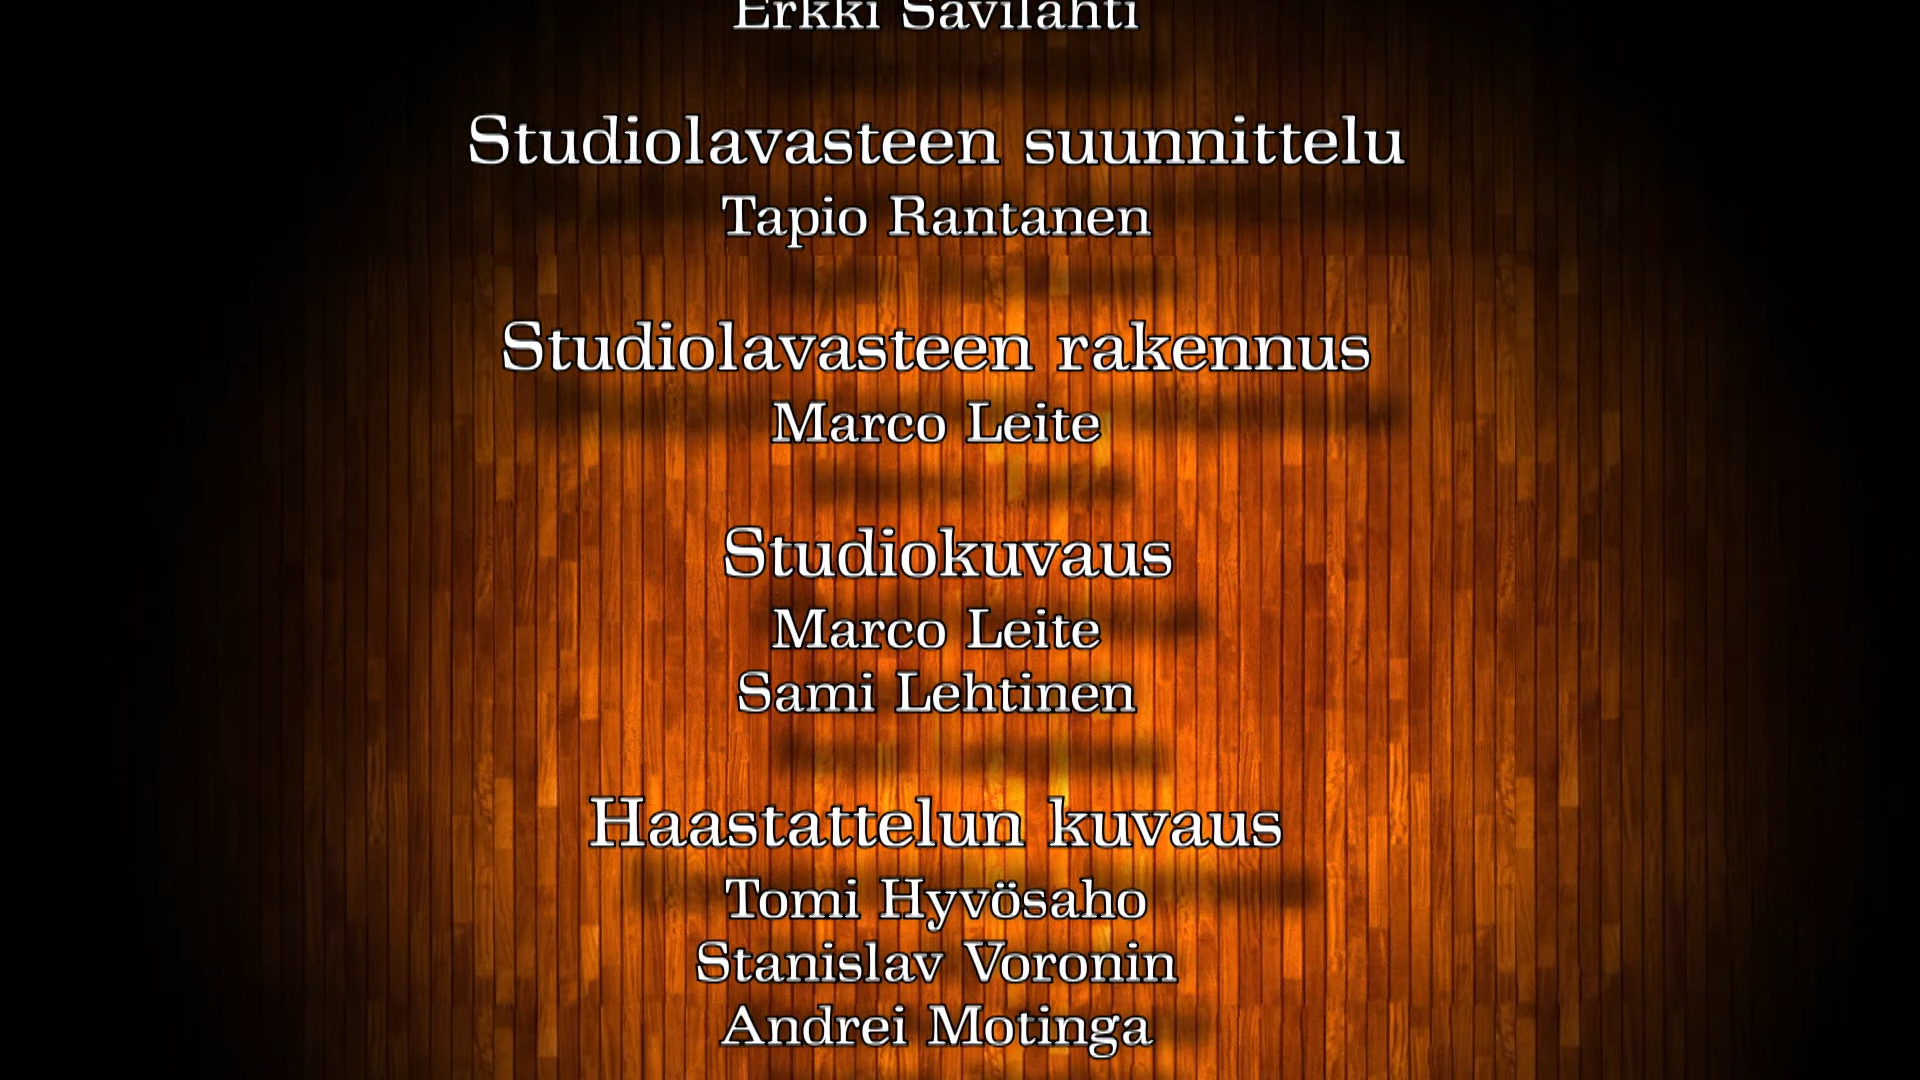 Erkki Savilahti
Studiolavasteen suunnittelu
Tapio Rantanen
Studiolavasteen rakennus
Marco Leite
Studiokuvaus
Marco Leite
Sami Lehtinen
Haastattelun kuvaus
Tomi Hyvösaho
Stanislav Voronin
Andrei Motinga